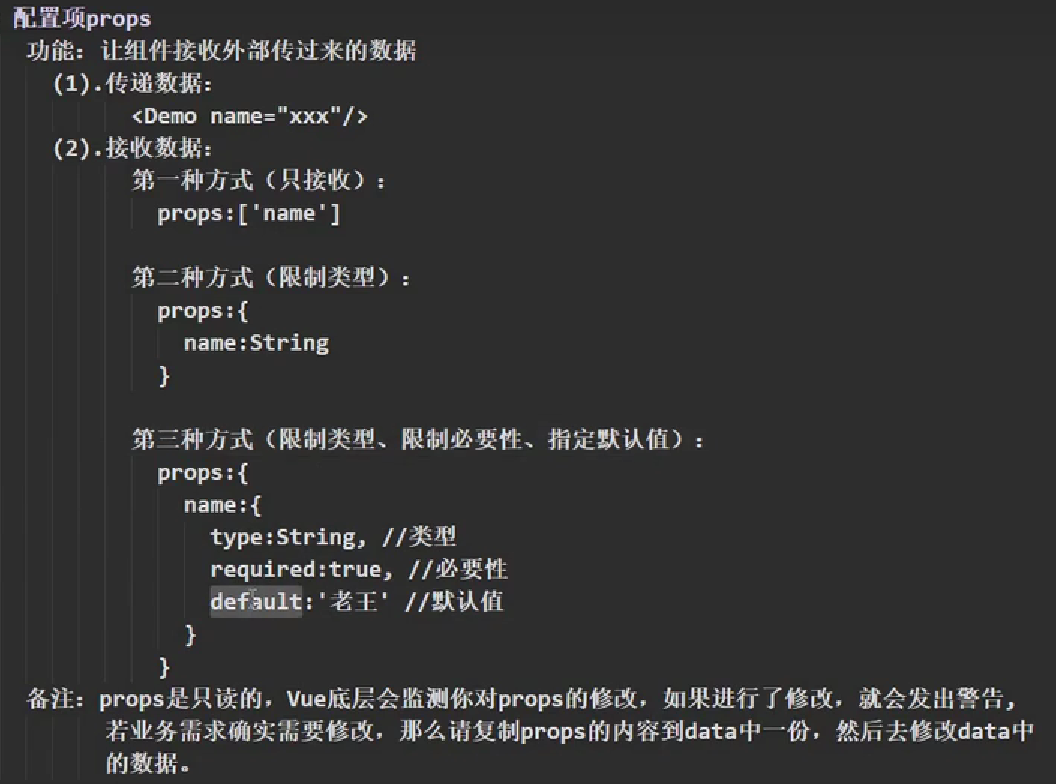 配置项props
功能：让组件接收外部传过来的数据
(1).传递数据：
<Demo name="xxx"/>
(2).接收数据：
第一种方式（只接收）：
props:['name']
第二种方式（限制类型）：
props:{
name:String
}
第三种方式（限制类型、限制必要性、指定默认值）：
props:{
name:{
type:String, //类型
required:true, //必要性
default:'老王' //默认值
}
}
备注：props是只读的，Vue底层会监测你对props的修改，如果进行了修改，就会发出警告，
若业务需求确实需要修改，那么请复制props的内容到data中一份，然后去修改data中
的数据。